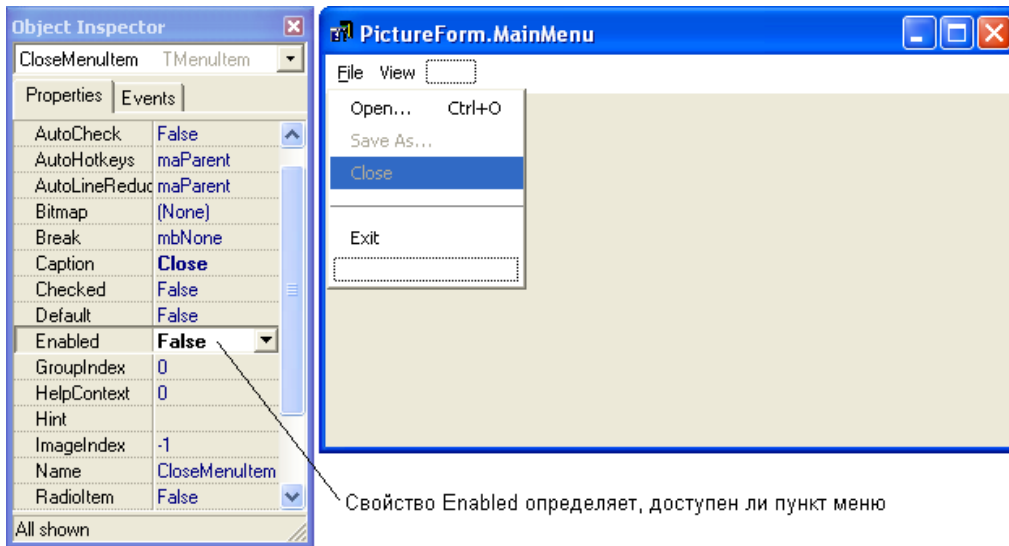 Object Inspector
CloseMenuItem TMenuItem
Properties Events
AutoCheck False
AutoHotkeys maParent
AutoLineReduc maParent
Bitmap (None)
Break mbNone
Caption Close
Checked False
Default False
Enabled False
GroupIndex 0
HelpContext 0
Hint
ImageIndex -1
Name CloseMenuItem
RadioItem False
All shown
PictureForm.MainMenu
File View
Open... Ctrl+O
Save As...
Close
Exit
Свойство Enabled определяет, доступен ли пункт меню